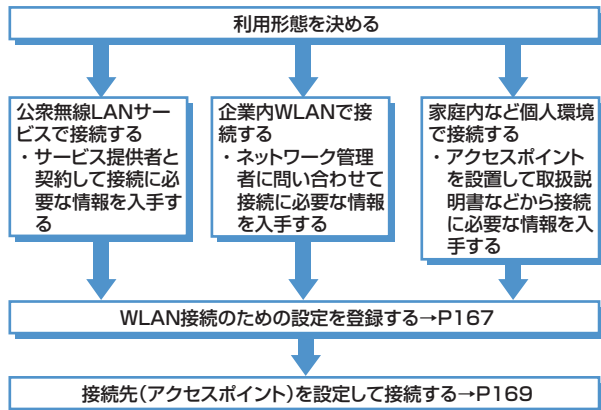 利用形態を決める
公衆無線LANサー
ビスで接続する
・サービス提供者と
契約して接続に必
要な情報を入手す
る
企業内WLANで接
続する
・ネットワーク管理
者に問い合わせて
接続に必要な情報
を入手する
家庭内など個人環境
で接続する
・アクセスポイント
を設置して取扱説
明書などから接続
に必要な情報を入
手する
WLAN接続のための設定を登録する→P167
接続先（アクセスポイント）を設定して接続する→P169